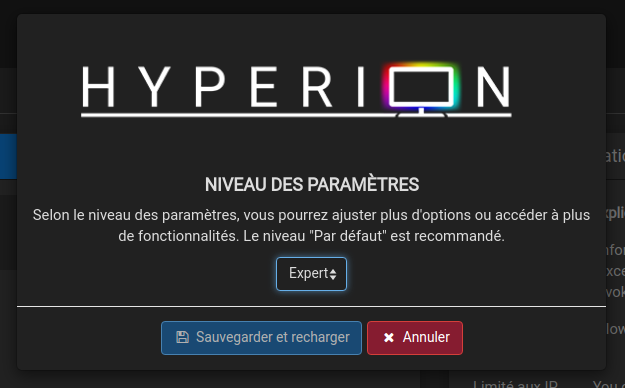 HYPERION
NIVEAU DES PARAMÈTRES
Selon le niveau des paramètres, vous pourrez ajuster plus d'options ou accéder à plus
de fonctionnalités. Le niveau "Par défaut" est recommandé.
Expert
Sauvegarder et recharger
Annuler
Limité aux IP